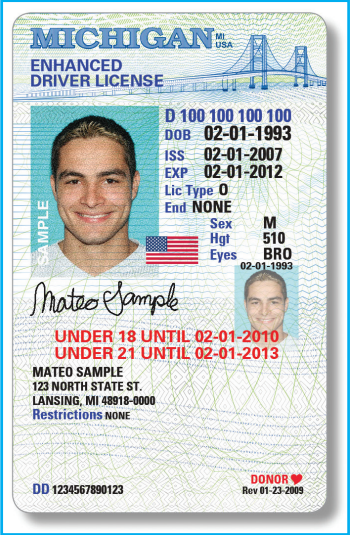 MICHIGAN MI USA
ENHANCED
DRIVER LICENSE
D 100 100 100 100
DOB 02-01-1993
ISS 02-01-2007
EXP 02-01-2012
Lic Type O
End NONE
Sex M
Hgt 510
Eyes BRO
SAMPLE
02-01-1993
Mateo Sample
UNDER 18 UNTIL 02-01-2010
UNDER 21 UNTIL 02-01-2013
MATEO SAMPLE
123 NORTH STATE ST.
LANSING, MI 48918-0000
Restrictions NONE
DONOR
DD 1234567890123
Rev 01-23-2009